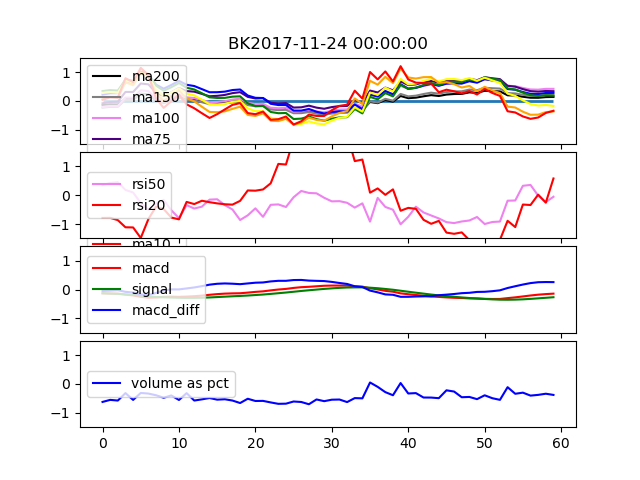 BK2017-11-24 00:00:00
1
0
−1
ma200
ma150
ma100
ma75
ma10
1
0
−1
rsi50
rsi20
1
0
−1
macd
signal
macd_diff
1
0
−1
volume as pct
0 10 20 30 40 50 60